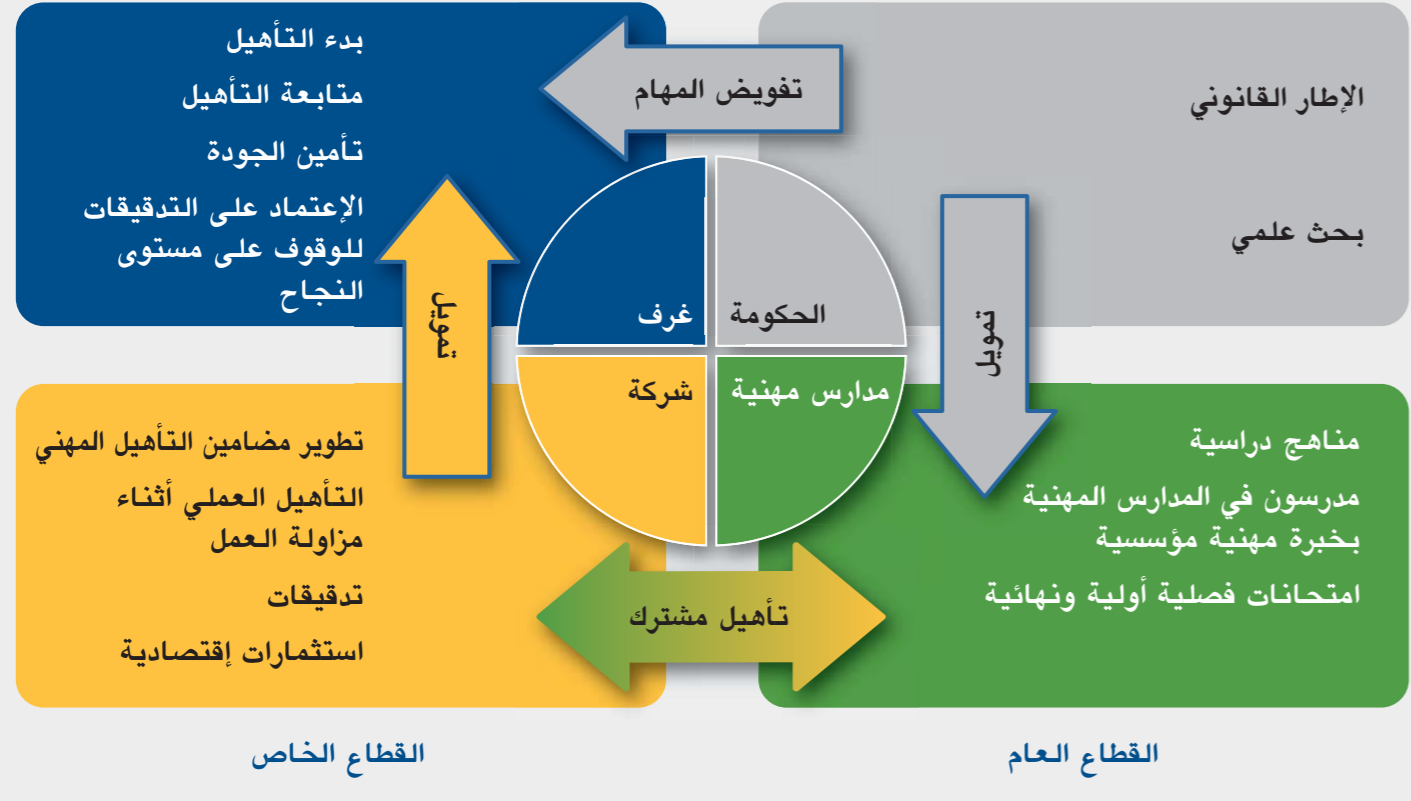 الإطار القانوني
بحث علمي
تفويض المهام
بدء التأهيل
متابعة التأهيل
تأمين الجودة
الإعتماد على التدقيقات
للوقوف على مستوى
النجاح
الحكومة
غرف
مدارس مهنية
شركة
تمويل
تمويل
مناهج دراسية
مدرسون في المدارس المهنية
بخبرة مهنية مؤسسية
امتحانات فصلية أولية ونهائية
تأهيل مشترك
تطوير مضامين التأهيل المهني
التأهيل العملي أثناء
مزاولة العمل
تدقيقات
استثمارات إقتصادية
القطاع العام
القطاع الخاص